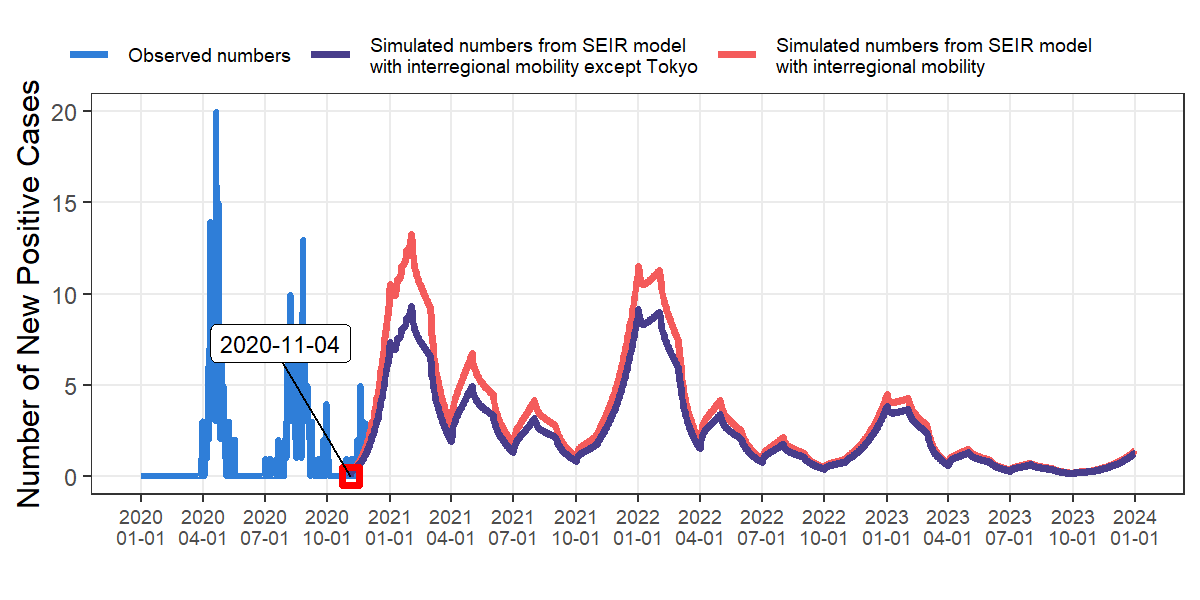 Observed numbers
Simulated numbers from SEIR model
with interregional mobility except Tokyo
Simulated numbers from SEIR model
with interregional mobility
Number of New Positive Cases
20
15
10
5
0
2020-11-04
2020 2020 2020 2020 2021 2021 2021 2021 2022 2022 2022 2022 2023 2023 2023 2023 2024
01-01 04-01 07-01 10-01 01-01 04-01 07-01 10-01 01-01 04-01 07-01 10-01 01-01 04-01 07-01 10-01 01-01